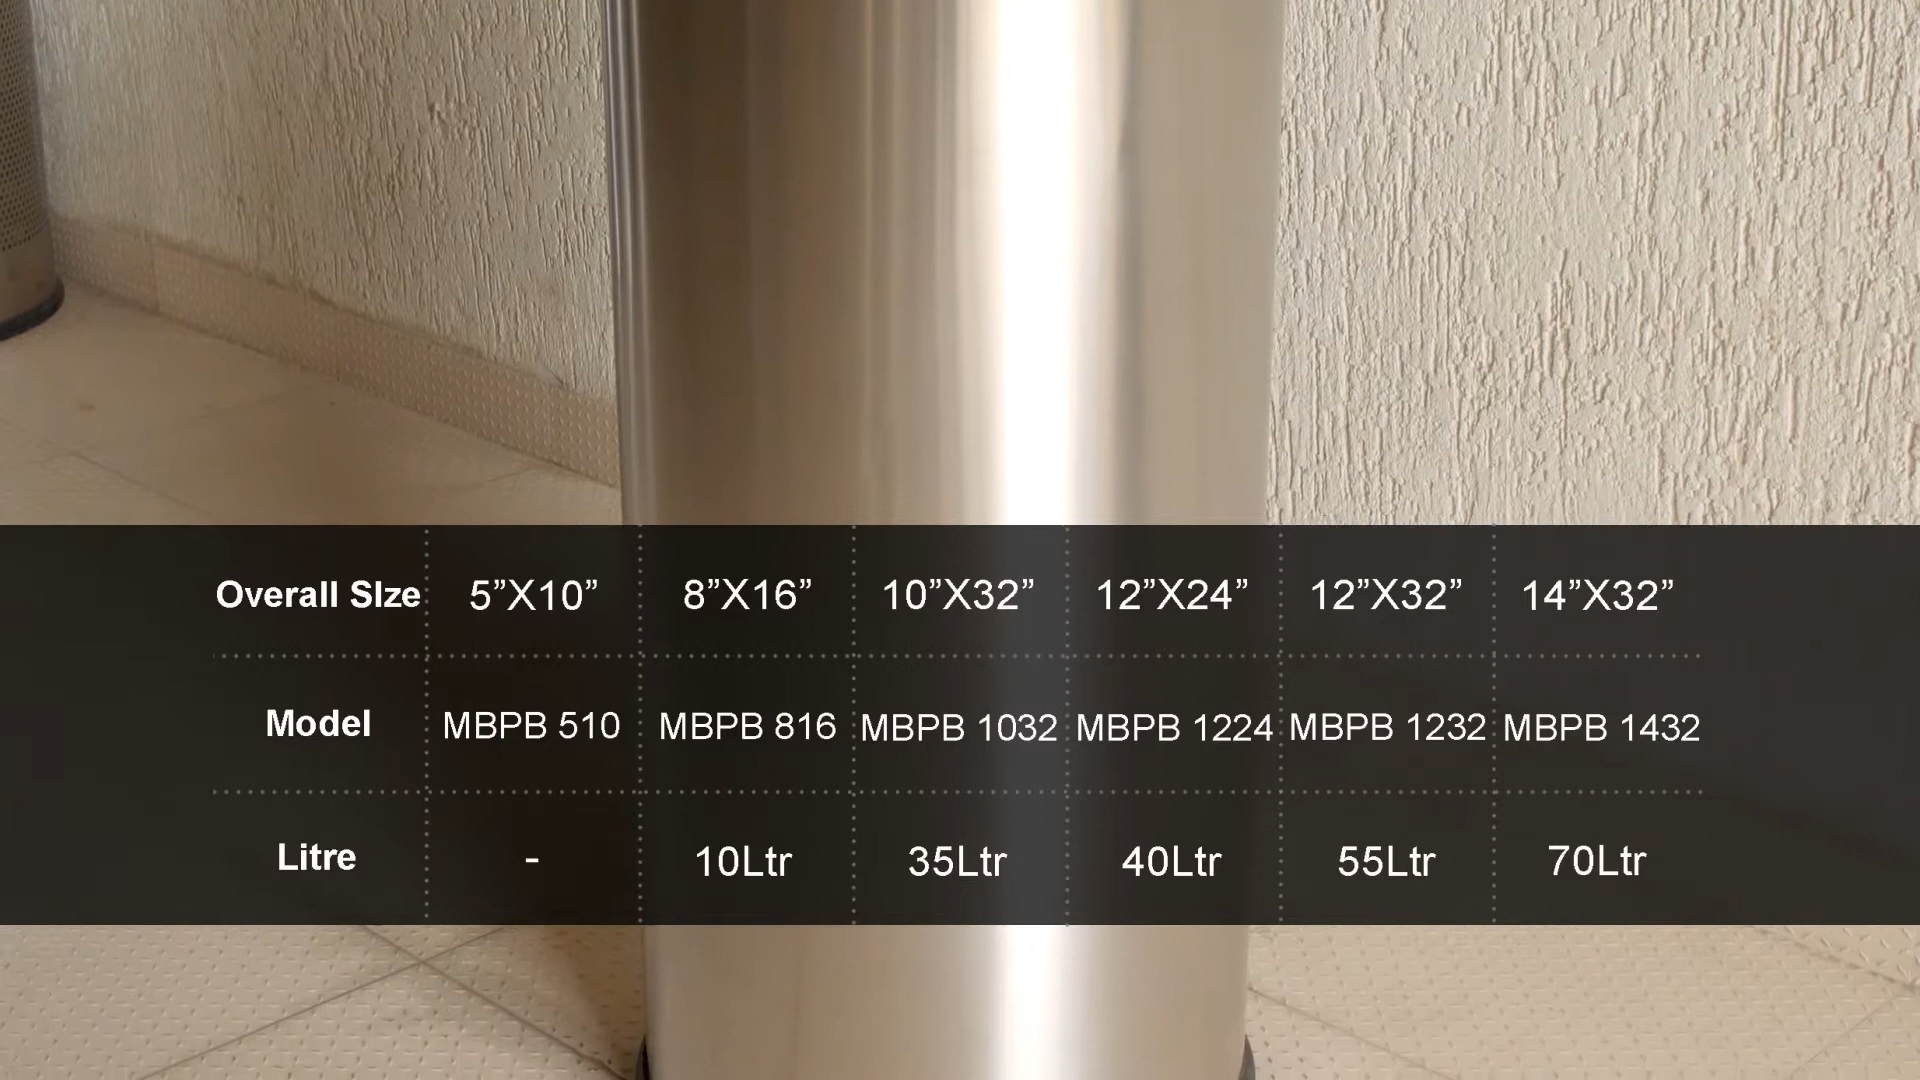 Overall SIze 5”X10” 8”X16” 10”X32” 12”X24” 12”X32” 14”X32”
Model MBPB 510 MBPB 816 MBPB 1032 MBPB 1224 MBPB 1232 MBPB 1432
Litre - 10Ltr 35Ltr 40Ltr 55Ltr 70Ltr